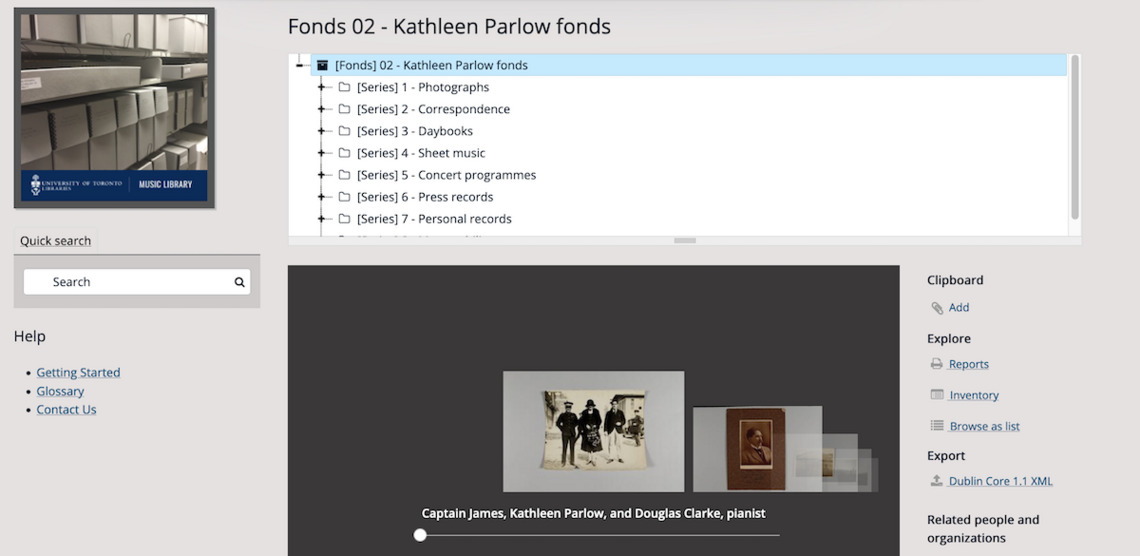 Fonds 02 - Kathleen Parlow fonds
[Fonds] 02 - Kathleen Parlow fonds
[Series] 1 - Photographs
[Series] 2 - Correspondence
[Series] 3 - Daybooks
[Series] 4 - Sheet music
[Series] 5 - Concert programmes
[Series] 6 - Press records
[Series] 7 - Personal records
UNIVERSITY OF TORONTO
LIBRARIES
MUSIC LIBRARY
Quick search
Search
Help
Getting Started
Glossary
Contact Us
Captain James, Kathleen Parlow, and Douglas Clarke, pianist
Clipboard
Add
Explore
Reports
Inventory
Browse as list
Export
Dublin Core 1.1 XML
Related people and
organizations